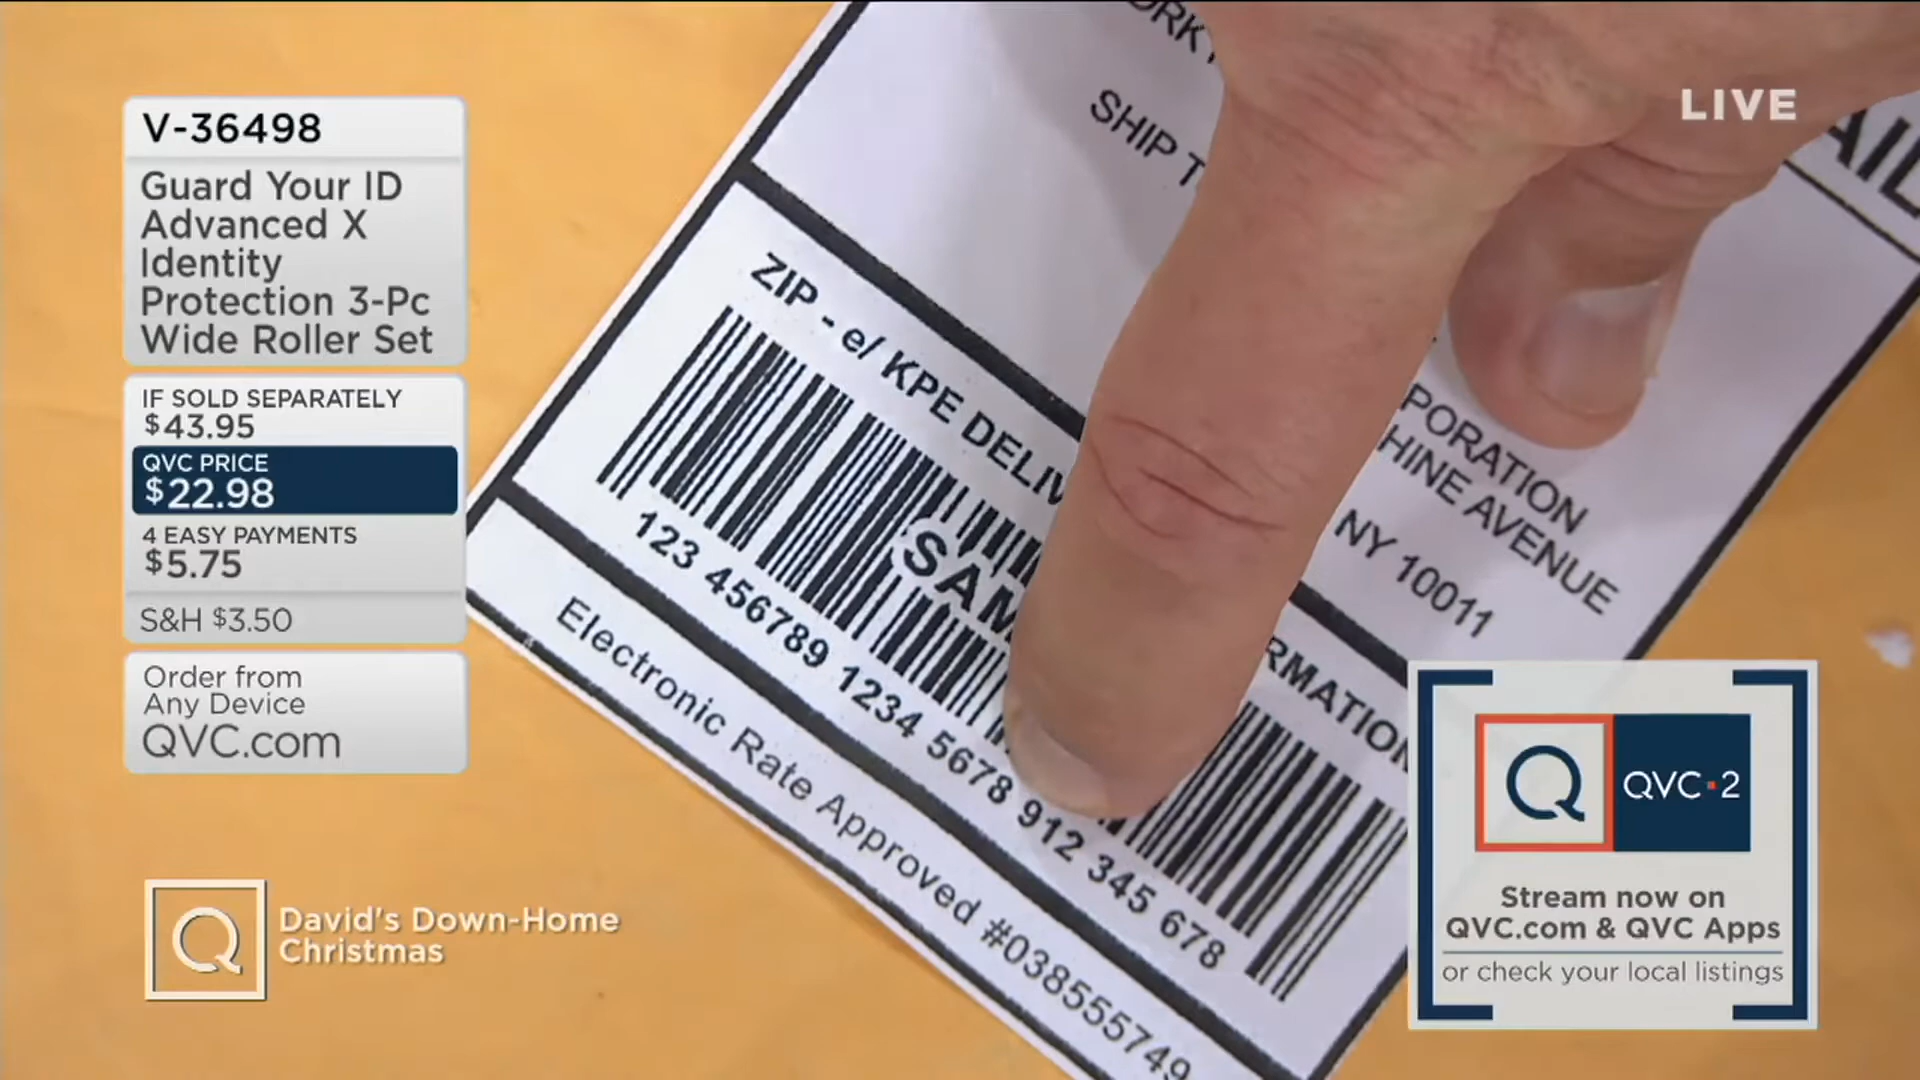 V-36498
Guard Your ID
Advanced X
Identity
Protection 3-Pc
Wide Roller Set
IF SOLD SEPARATELY
$43.95
QVC PRICE
$22.98
4 EASY PAYMENTS
$5.75
S&H $3.50
Order from
Any Device
QVC.com
Q
David's Down-Home
Christmas
LIVE
SHIP T
ZIP - e/ KPE DELIV
SAM
123 456789 1234 5678 912 345 678
Electronic Rate Approved #038555749
PORATION
HINE AVENUE
NY 10011
RMATION
AIL
Q QVC•2
Stream now on
QVC.com & QVC Apps
or check your local listings